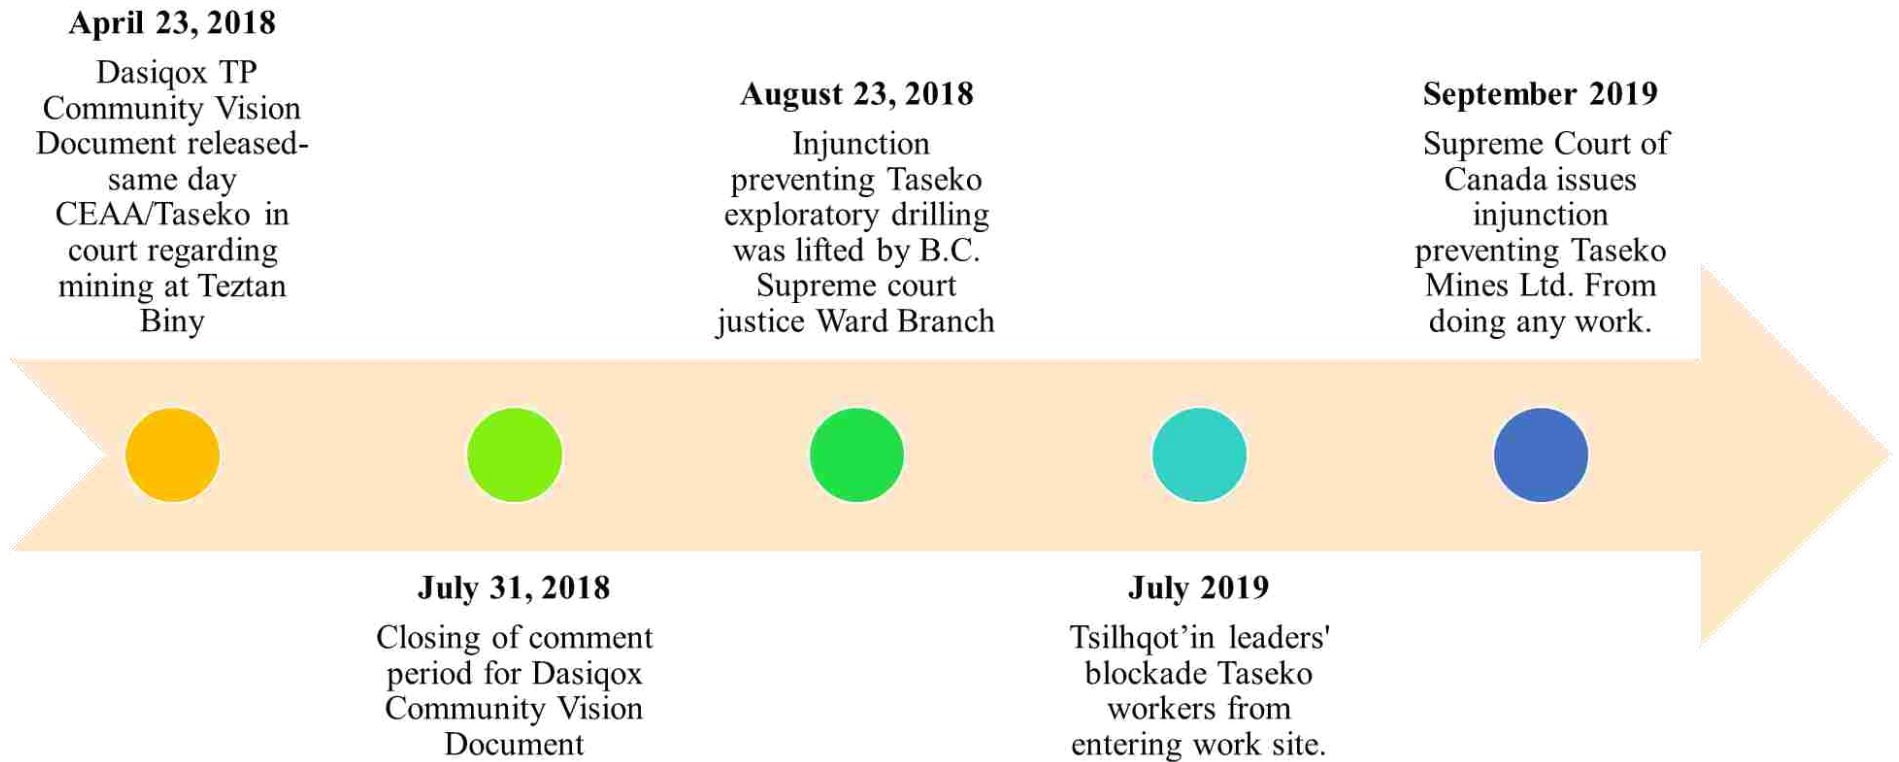 April 23, 2018
Dasiqox TP
Community Vision
Document released-
same day
CEAA/Taseko in
court regarding
mining at Teztan
Biny
July 31, 2018
Closing of comment
period for Dasiqox
Community Vision
Document
August 23, 2018
Injunction
preventing Taseko
exploratory drilling
was lifted by B.C.
Supreme court
justice Ward Branch
July 2019
Tsilhqot’in leaders'
blockade Taseko
workers from
entering work site.
September 2019
Supreme Court of
Canada issues
injunction
preventing Taseko
Mines Ltd. From
doing any work.